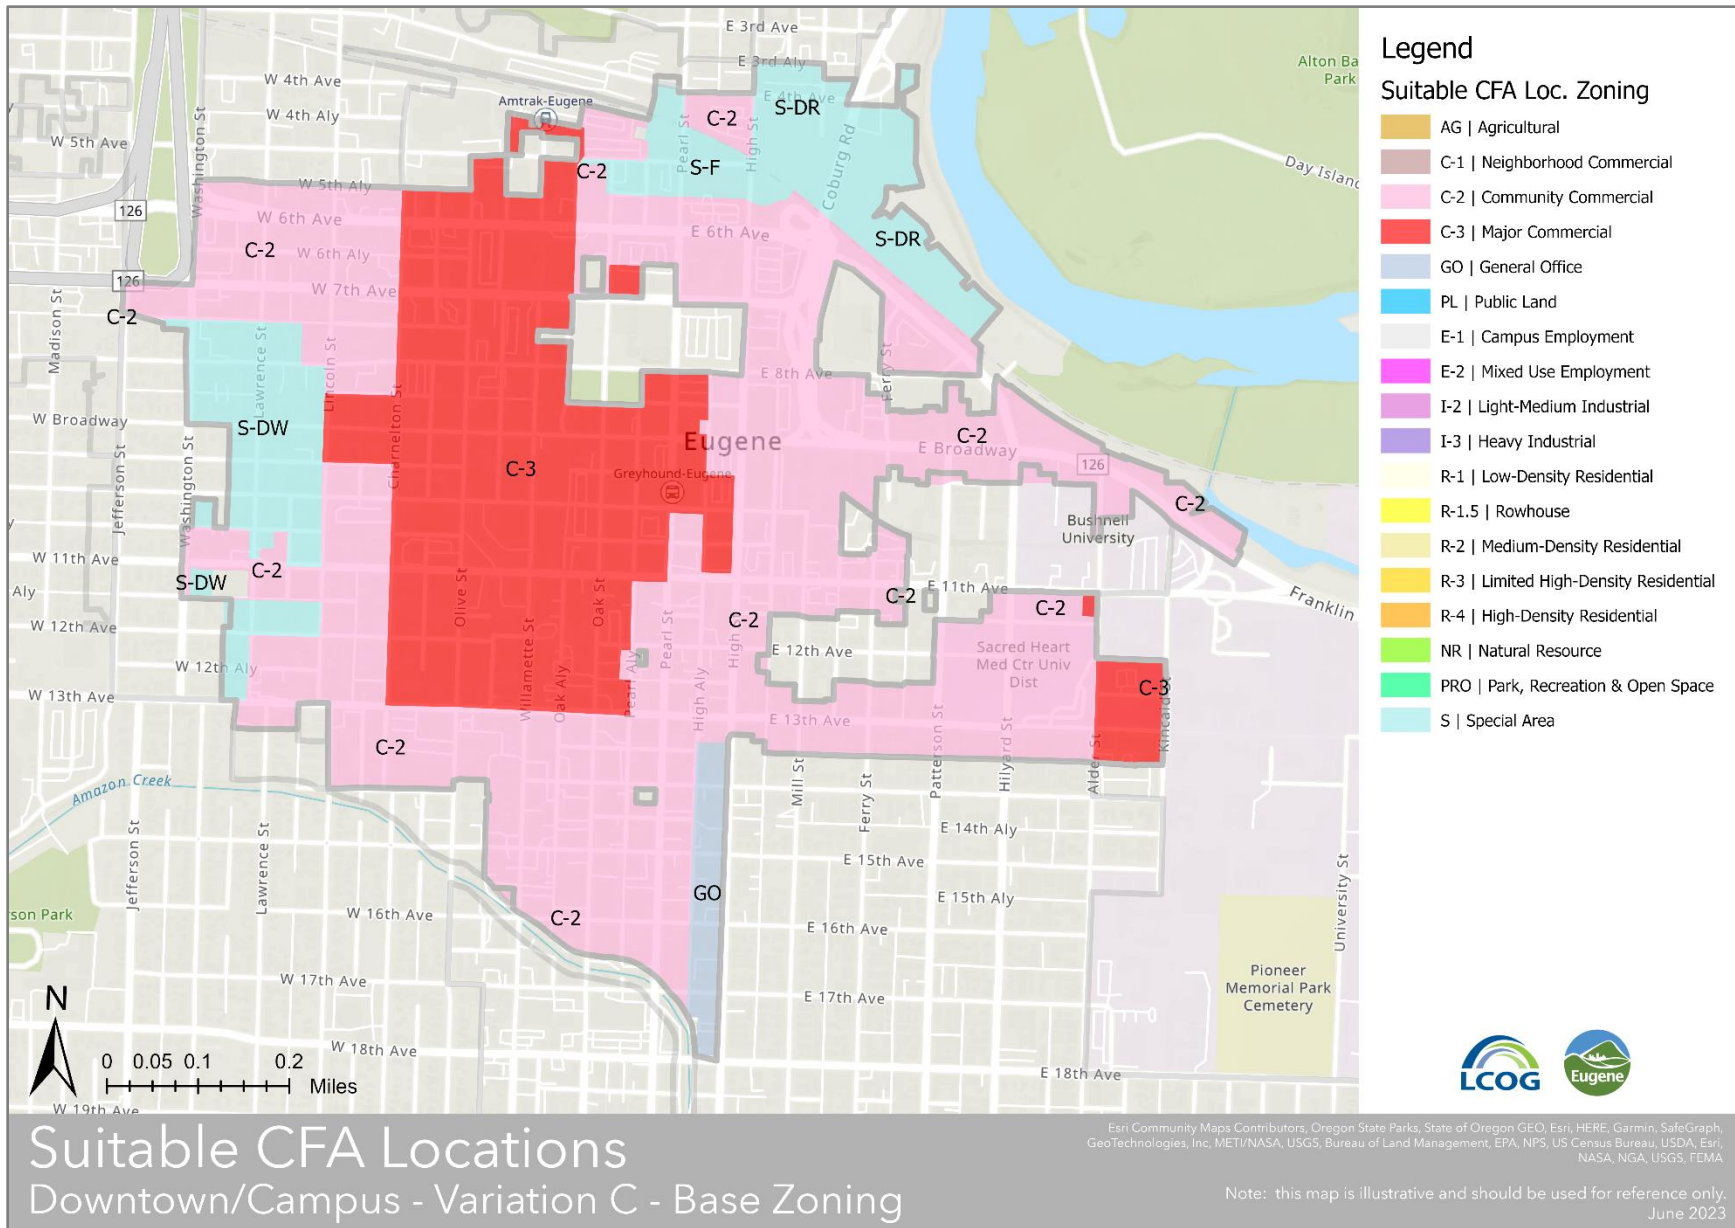 E 3rd Ave
E 3rd Aly
W 4th Ave
Amtrak-Eugene
E 4th Ave
S-DR
W 4th Aly
C-2
Pearl St
High St
Coburg Rd
Washington St
W 5th Ave
C-2
S-F
W 5th Aly
Day Island
Alton Ba
Park
126
W 6th Ave
E 6th Ave
S-DR
C-2
W 6th Aly
126
W 7th Ave
C-2
Madison St
Lawrence St
Lincoln St
Charnelton St
E 8th Ave
Ferry St
W Broadway
S-DW
C-3
Eugene
Greyhound-Eugene
C-2
E Broadway
126
Jefferson St
Washington St
C-2
Bushnell
University
W 11th Ave
S-DW
C-2
Aly
Olive St
Oak St
Pearl St
High
C-2
C-2
E 11th Ave
C-2
Franklin
W 12th Ave
W 12th Aly
E 12th Ave
Sacred Heart
Med Ctr Univ
Dist
W 13th Ave
Willamette St
Oak Aly
Pearl Aly
High Aly
E 13th Ave
Patterson St
Hilyard St
Alder St
C-3
Kincaid
C-2
Amazon Creek
Mill St
Ferry St
E 14th Aly
Jefferson St
Lawrence St
E 15th Ave
GO
E 15th Aly
University St
rson Park
W 16th Ave
C-2
E 16th Ave
W 17th Ave
E 17th Ave
Pioneer
Memorial Park
Cemetery
N
W 18th Ave
E 18th Ave
0 0.05 0.1 0.2
Miles
W 19th Ave
Legend
Suitable CFA Loc. Zoning
AG | Agricultural
C-1 | Neighborhood Commercial
C-2 | Community Commercial
C-3 | Major Commercial
GO | General Office
PL | Public Land
E-1 | Campus Employment
E-2 | Mixed Use Employment
I-2 | Light-Medium Industrial
I-3 | Heavy Industrial
R-1 | Low-Density Residential
R-1.5 | Rowhouse
R-2 | Medium-Density Residential
R-3 | Limited High-Density Residential
R-4 | High-Density Residential
NR | Natural Resource
PRO | Park, Recreation & Open Space
S | Special Area
LCOG
Eugene
Suitable CFA Locations
Downtown/Campus - Variation C - Base Zoning
Esri Community Maps Contributors, Oregon State Parks, State of Oregon GEO, Esri, HERE, Garmin, SafeGraph,
GeoTechnologies, Inc, METI/NASA, USGS, Bureau of Land Management, EPA, NPS, US Census Bureau, USDA, Esri,
NASA, NGA, USGS, FEMA
Note: this map is illustrative and should be used for reference only.
June 2023